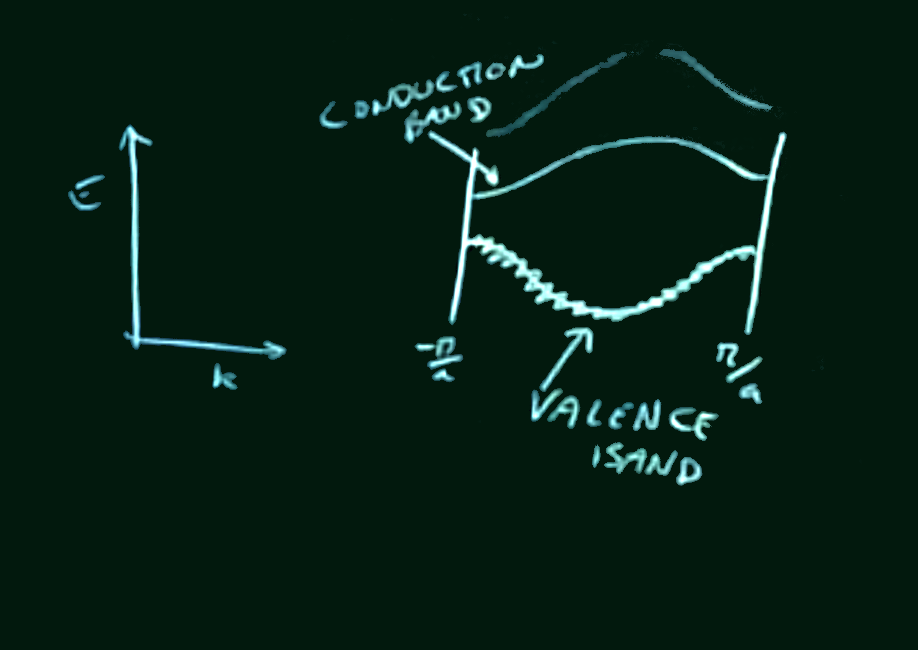 CONDUCTION
BAND
E
k
-π/a
π/a
VALENCE
BAND